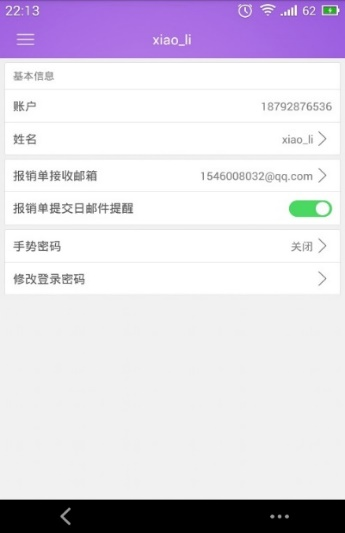 22:13
62
xiao_li
基本信息
账户 18792876536
姓名 xiao_li
报销单接收邮箱 1546008032@qq.com
报销单提交日邮件提醒
手势密码 关闭
修改登录密码